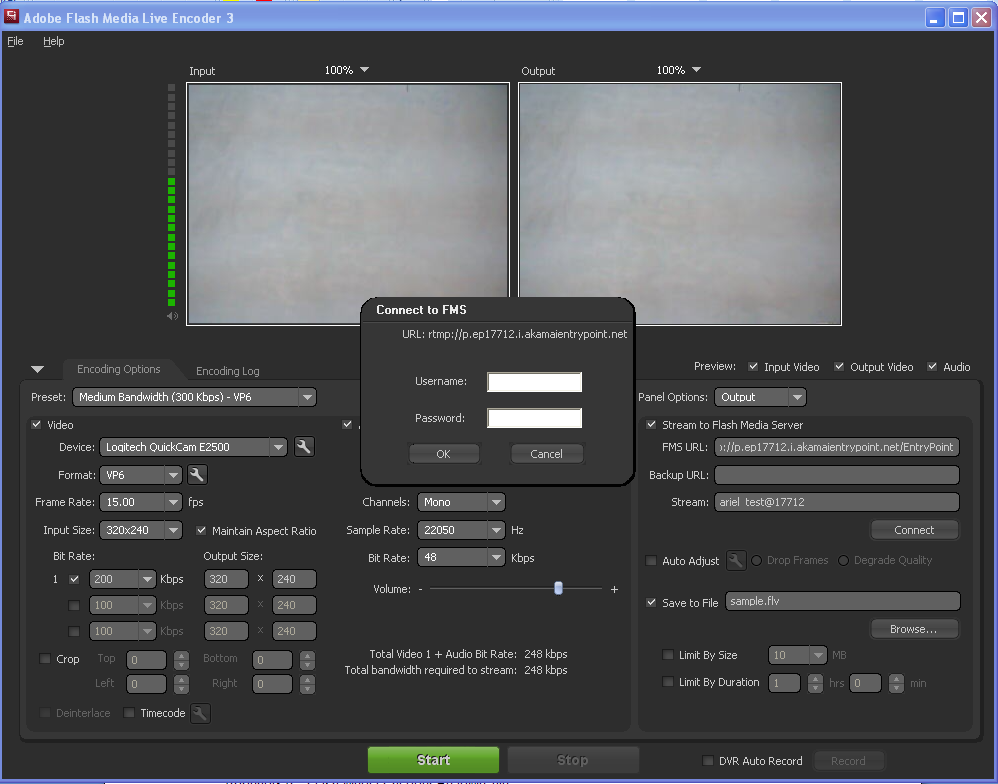 Adobe Flash Media Live Encoder 3
File Help
Input 100% Output 100%
Connect to FMS
URL: rtmp://p.ep17712.i.akamaientrypoint.net
Username:
Password:
OK Cancel
Encoding Options Encoding Log
Preview: Input Video Output Video Audio
Preset: Medium Bandwidth (300 Kbps) - VP6
Panel Options: Output
Video
Device: Logitech QuickCam E2500
Format: VP6
Frame Rate: 15.00 fps
Input Size: 320x240 Maintain Aspect Ratio
Bit Rate: Output Size:
1 200 Kbps 320 x 240
100 Kbps 320 x 240
100 Kbps 320 x 240
Crop Top 0 Bottom 0
Left 0 Right 0
Deinterlace Timecode
Channels: Mono
Sample Rate: 22050 Hz
Bit Rate: 48 Kbps
Volume: - +
Total Video 1 + Audio Bit Rate: 248 kbps
Total bandwidth required to stream: 248 kbps
Stream to Flash Media Server
FMS URL: ://p.ep17712.i.akamaientrypoint.net/EntryPoint
Backup URL:
Stream: ariel_test@17712
Connect
Auto Adjust Drop Frames Degrade Quality
Save to File sample.flv
Browse...
Limit By Size 10 MB
Limit By Duration 1 hrs 0 min
Start Stop DVR Auto Record Record